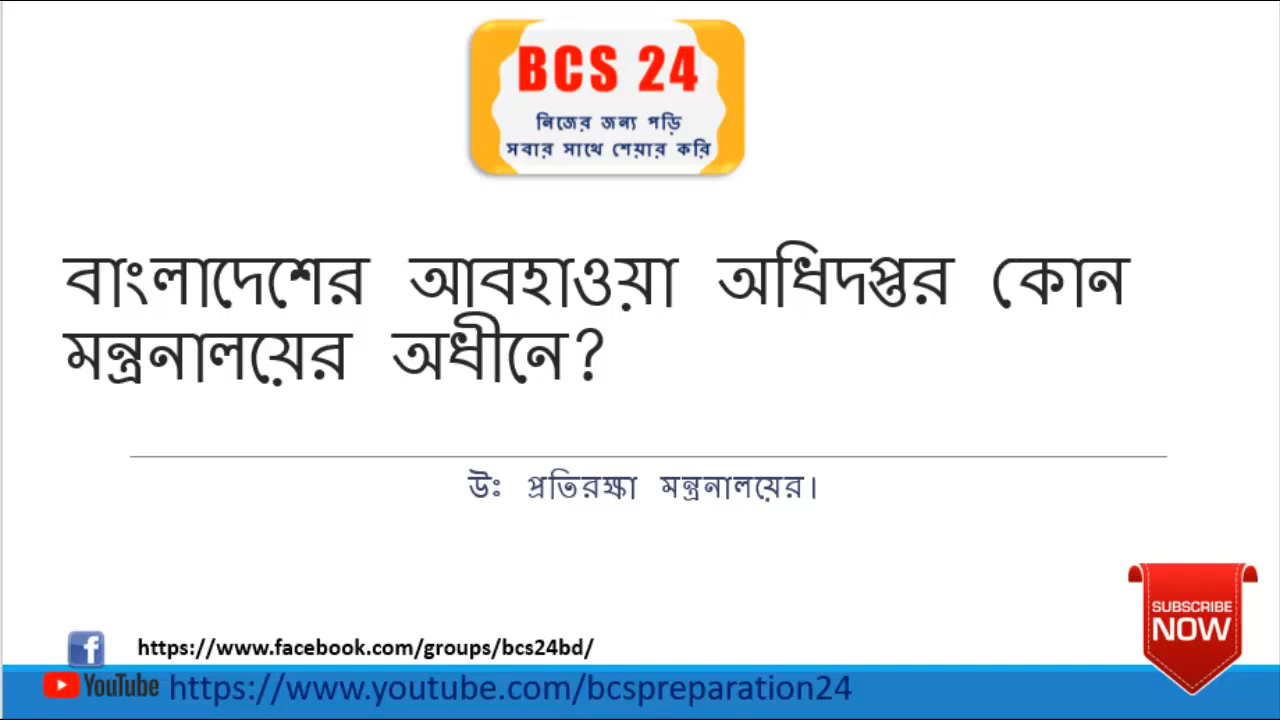 BCS 24
নিজের জন্য পড়ি
সবার সাথে শেয়ার করি
বাংলাদেশের আবহাওয়া অধিদপ্তর কোন
মন্ত্রনালয়ের অধীনে?
উঃ প্রতিরক্ষা মন্ত্রনালয়ের।
SUBSCRIBE
NOW
f https://www.facebook.com/groups/bcs24bd/
YouTube https://www.youtube.com/bcspreparation24